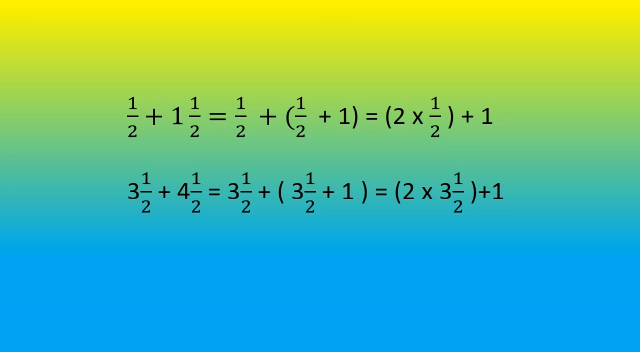 ½ + 1½ = ½ + (½ + 1) = (2 x ½ ) + 1
3½ + 4½ = 3½ + ( 3½ + 1 ) = (2 x 3½ )+1